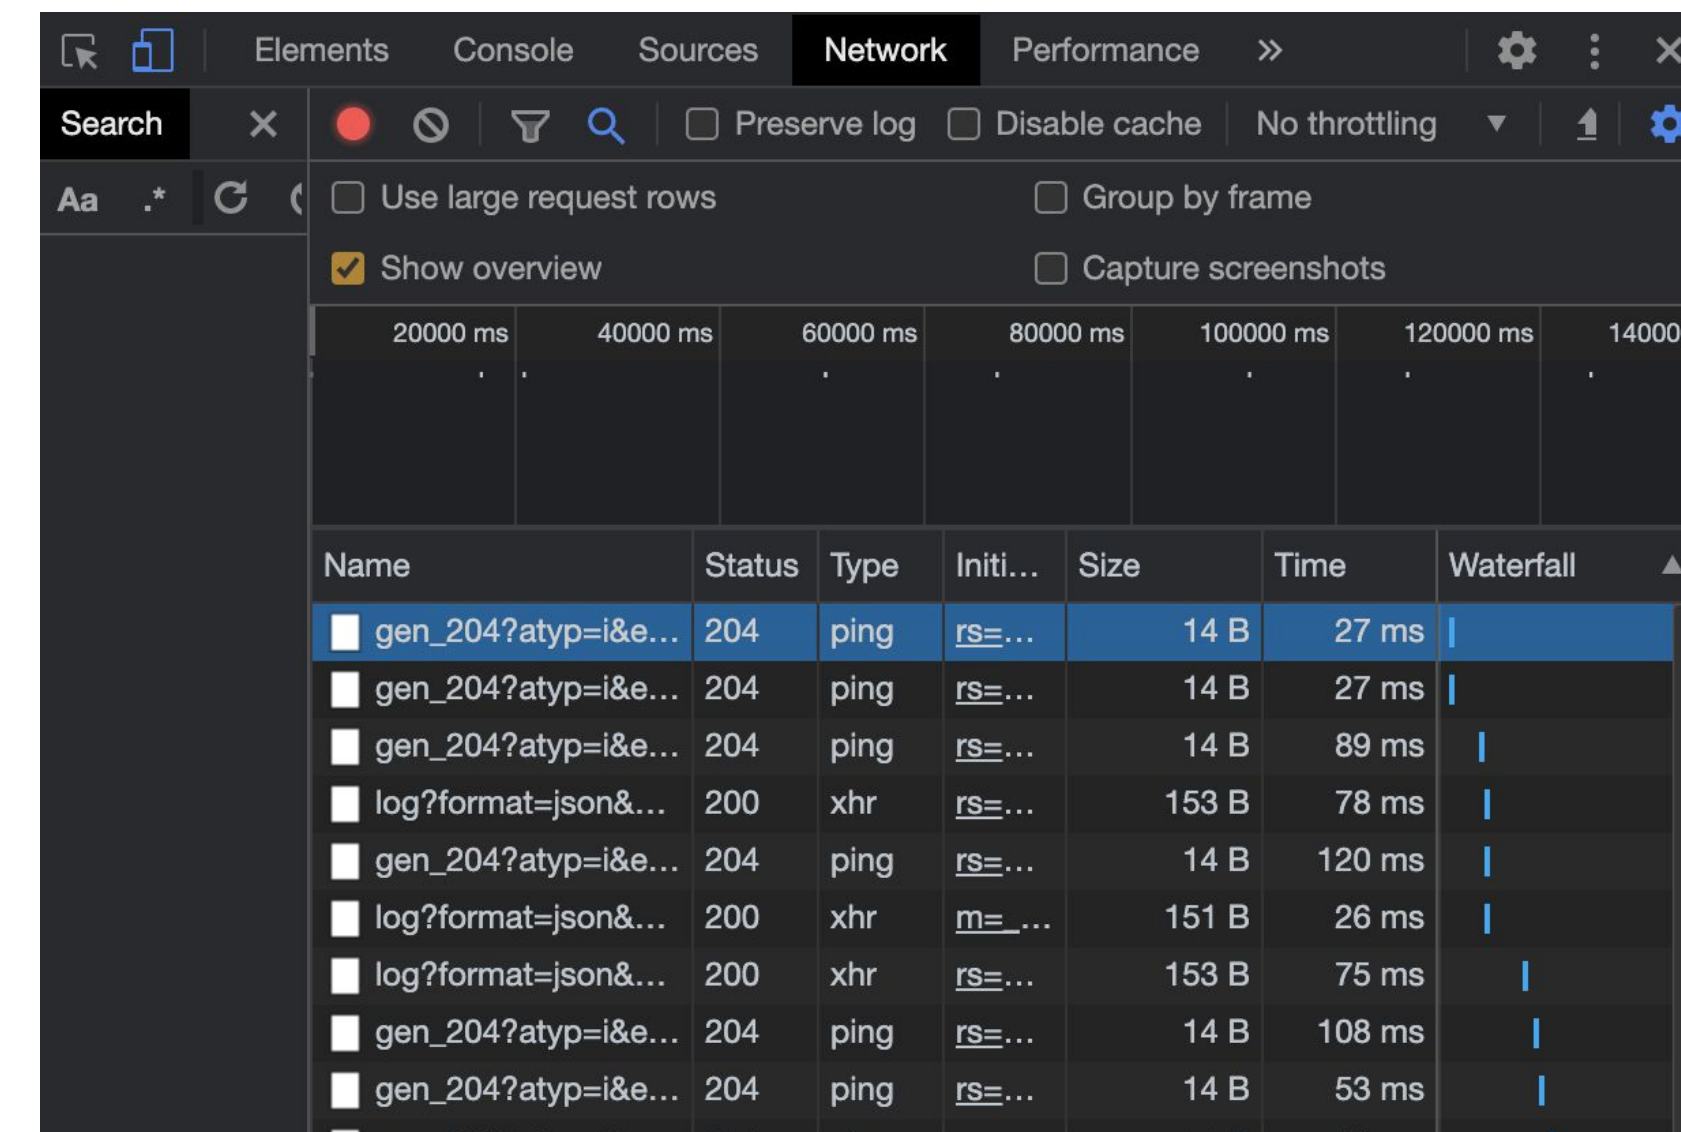 Elements Console Sources Network Performance »
Search
Preserve log Disable cache No throttling
Aa .*
Use large request rows Group by frame
Show overview Capture screenshots
20000 ms 40000 ms 60000 ms 80000 ms 100000 ms 120000 ms 14000
Name Status Type Initi... Size Time Waterfall
gen_204?atyp=i&e... 204 ping rs=... 14 B 27 ms
gen_204?atyp=i&e... 204 ping rs=... 14 B 27 ms
gen_204?atyp=i&e... 204 ping rs=... 14 B 89 ms
log?format=json&... 200 xhr rs=... 153 B 78 ms
gen_204?atyp=i&e... 204 ping rs=... 14 B 120 ms
log?format=json&... 200 xhr m=_... 151 B 26 ms
log?format=json&... 200 xhr rs=... 153 B 75 ms
gen_204?atyp=i&e... 204 ping rs=... 14 B 108 ms
gen_204?atyp=i&e... 204 ping rs=... 14 B 53 ms